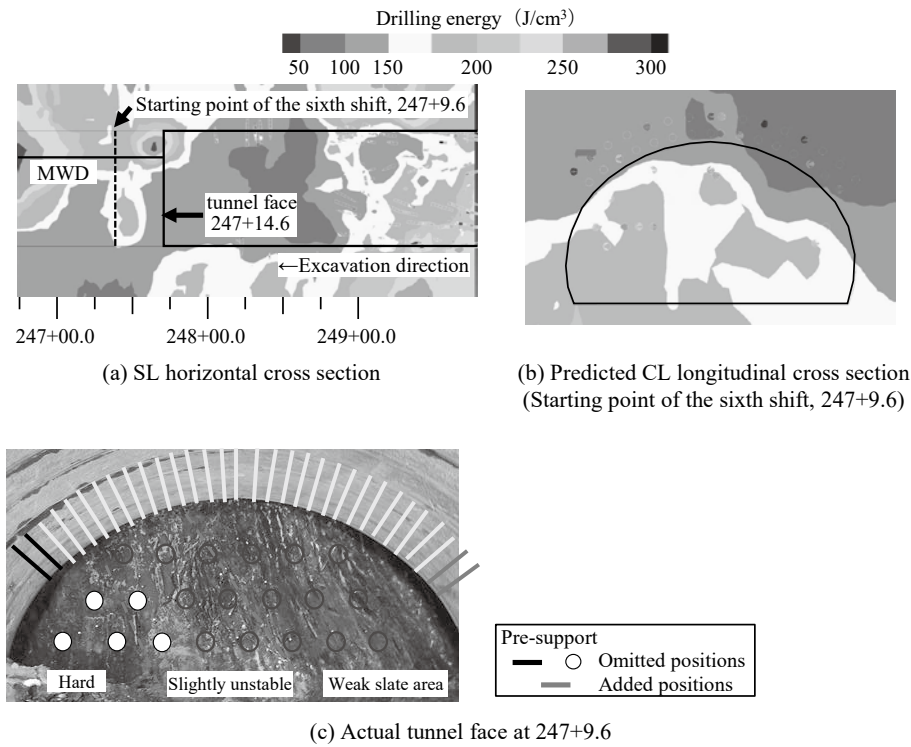 Drilling energy（J/cm³）
50 100 150 200 250 300
Starting point of the sixth shift, 247+9.6
MWD
tunnel face
247+14.6
←Excavation direction
247+00.0 248+00.0 249+00.0
(a) SL horizontal cross section
(b) Predicted CL longitudinal cross section
(Starting point of the sixth shift, 247+9.6)
Hard
Slightly unstable
Weak slate area
Pre-support
Omitted positions
Added positions
(c) Actual tunnel face at 247+9.6